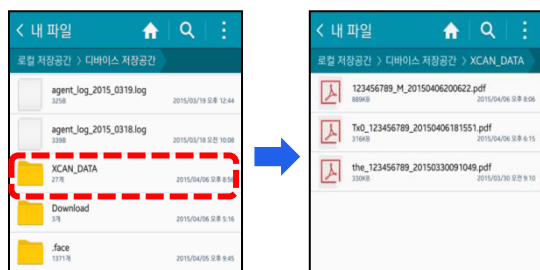 < 내 파일
로컬 저장공간 > 디바이스 저장공간
agent_log_2015_0319.log
325B 2015/03/19 오후 12:44
agent_log_2015_0318.log
339B 2015/03/18 오전 10:08
XCAN_DATA
27개 2015/04/06 오후 8:56
Download
3개 2015/04/06 오후 5:16
.face
1371개 2015/04/05 오후 9:45
< 내 파일
로컬 저장공간 > 디바이스 저장공간 > XCAN_DATA
123456789_M_20150406200622.pdf
889KB 2015/04/06 오후 8:06
Tx0_123456789_20150406181551.pdf
316KB 2015/04/06 오후 6:15
the_123456789_20150330091049.pdf
330KB 2015/03/30 오전 9:10